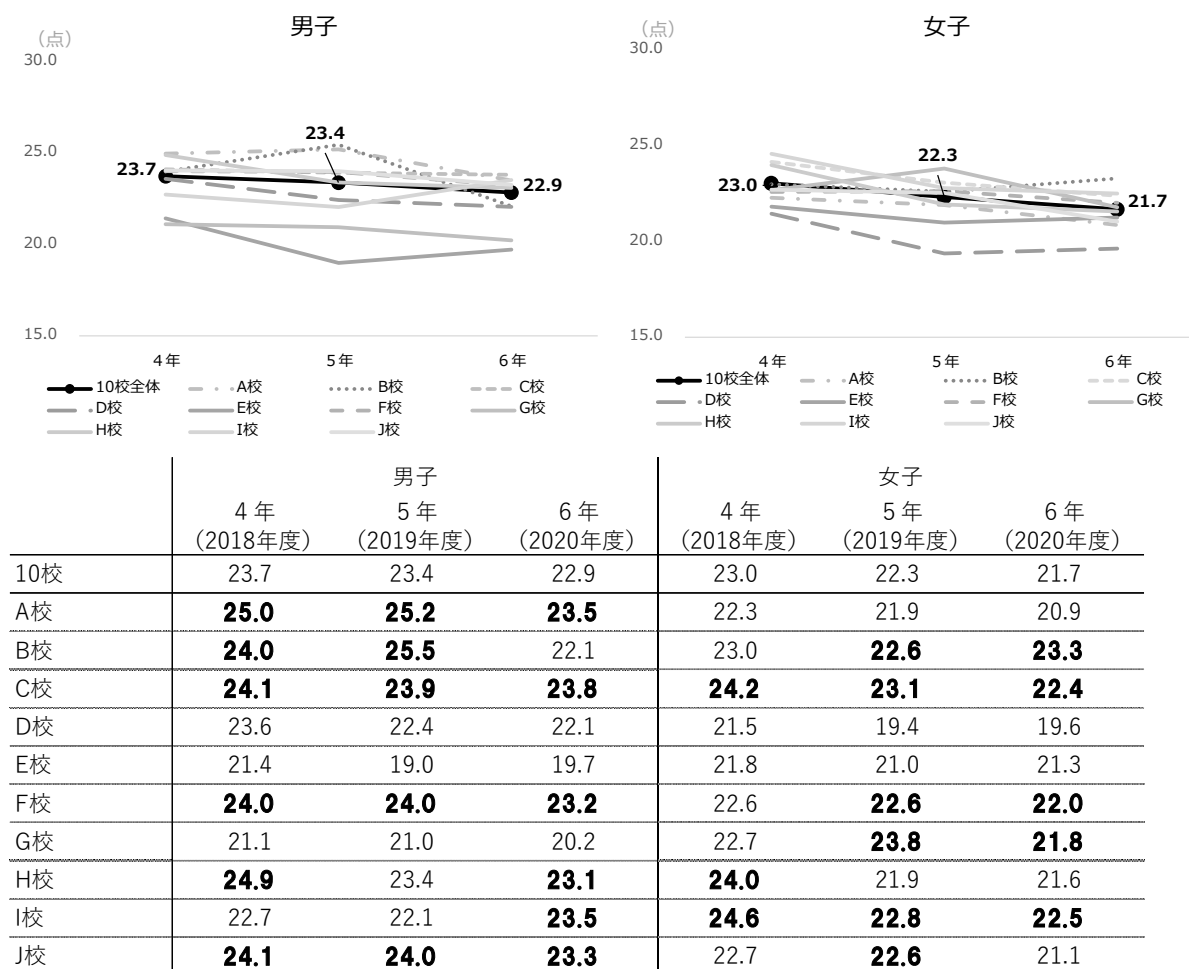 男子
（点）
30.0
25.0
20.0
15.0
23.7
23.4
22.9
4年
5年
6年
10校全体
A校
B校
C校
D校
E校
F校
G校
H校
I校
J校
女子
（点）
30.0
25.0
20.0
15.0
23.0
22.3
21.7
4年
5年
6年
10校全体
A校
B校
C校
D校
E校
F校
G校
H校
I校
J校
男子 女子
4年 5年 6年 4年 5年 6年
（2018年度） （2019年度） （2020年度） （2018年度） （2019年度） （2020年度）
10校 23.7 23.4 22.9 23.0 22.3 21.7
A校 25.0 25.2 23.5 22.3 21.9 20.9
B校 24.0 25.5 22.1 23.0 22.6 23.3
C校 24.1 23.9 23.8 24.2 23.1 22.4
D校 23.6 22.4 22.1 21.5 19.4 19.6
E校 21.4 19.0 19.7 21.8 21.0 21.3
F校 24.0 24.0 23.2 22.6 22.6 22.0
G校 21.1 21.0 20.2 22.7 23.8 21.8
H校 24.9 23.4 23.1 24.0 21.9 21.6
I校 22.7 22.1 23.5 24.6 22.8 22.5
J校 24.1 24.0 23.3 22.7 22.6 21.1